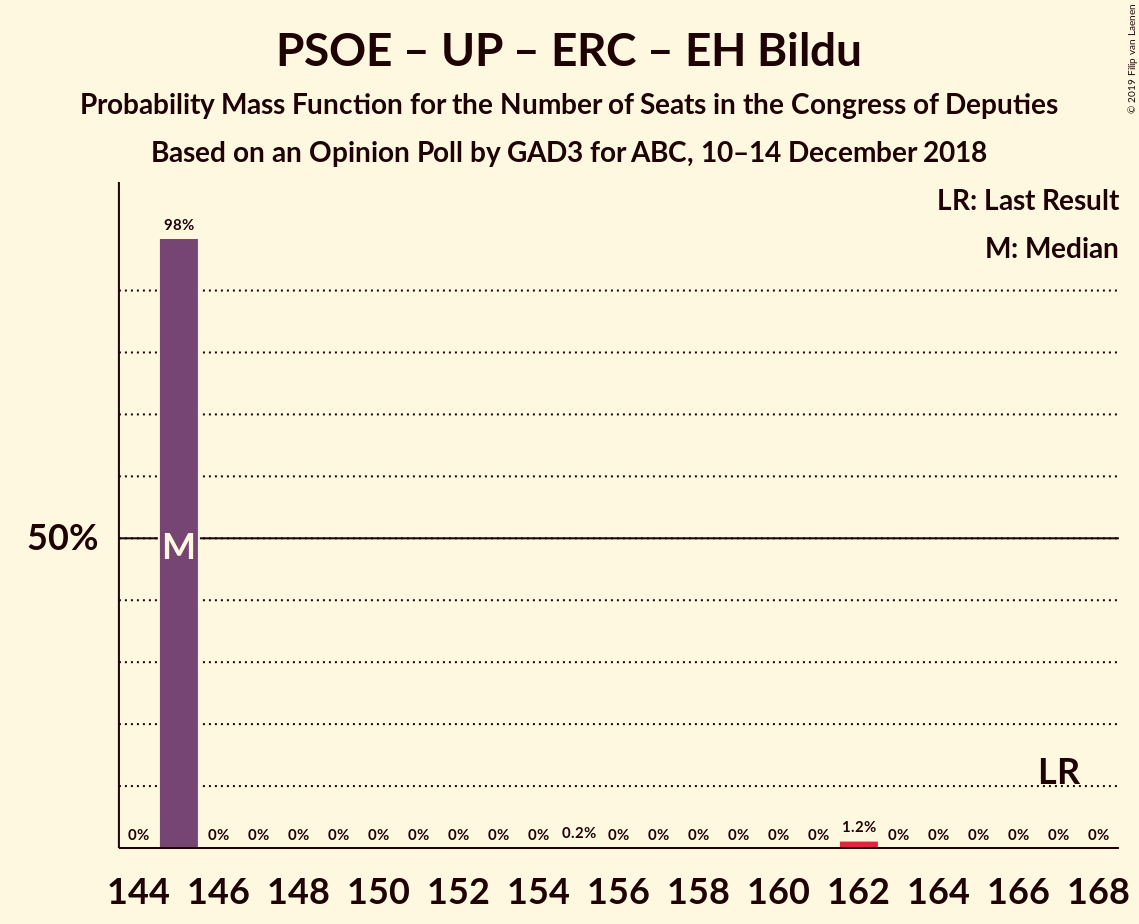 PSOE – UP – ERC – EH Bildu
Probability Mass Function for the Number of Seats in the Congress of Deputies
Based on an Opinion Poll by GAD3 for ABC, 10–14 December 2018
© 2019 Filip van Laenen
LR: Last Result
M: Median
98%
50%
M
LR
0% 0% 0% 0% 0% 0% 0% 0% 0% 0% 0.2% 0% 0% 0% 0% 0% 0% 1.2% 0% 0% 0% 0% 0% 0%
144 146 148 150 152 154 156 158 160 162 164 166 168